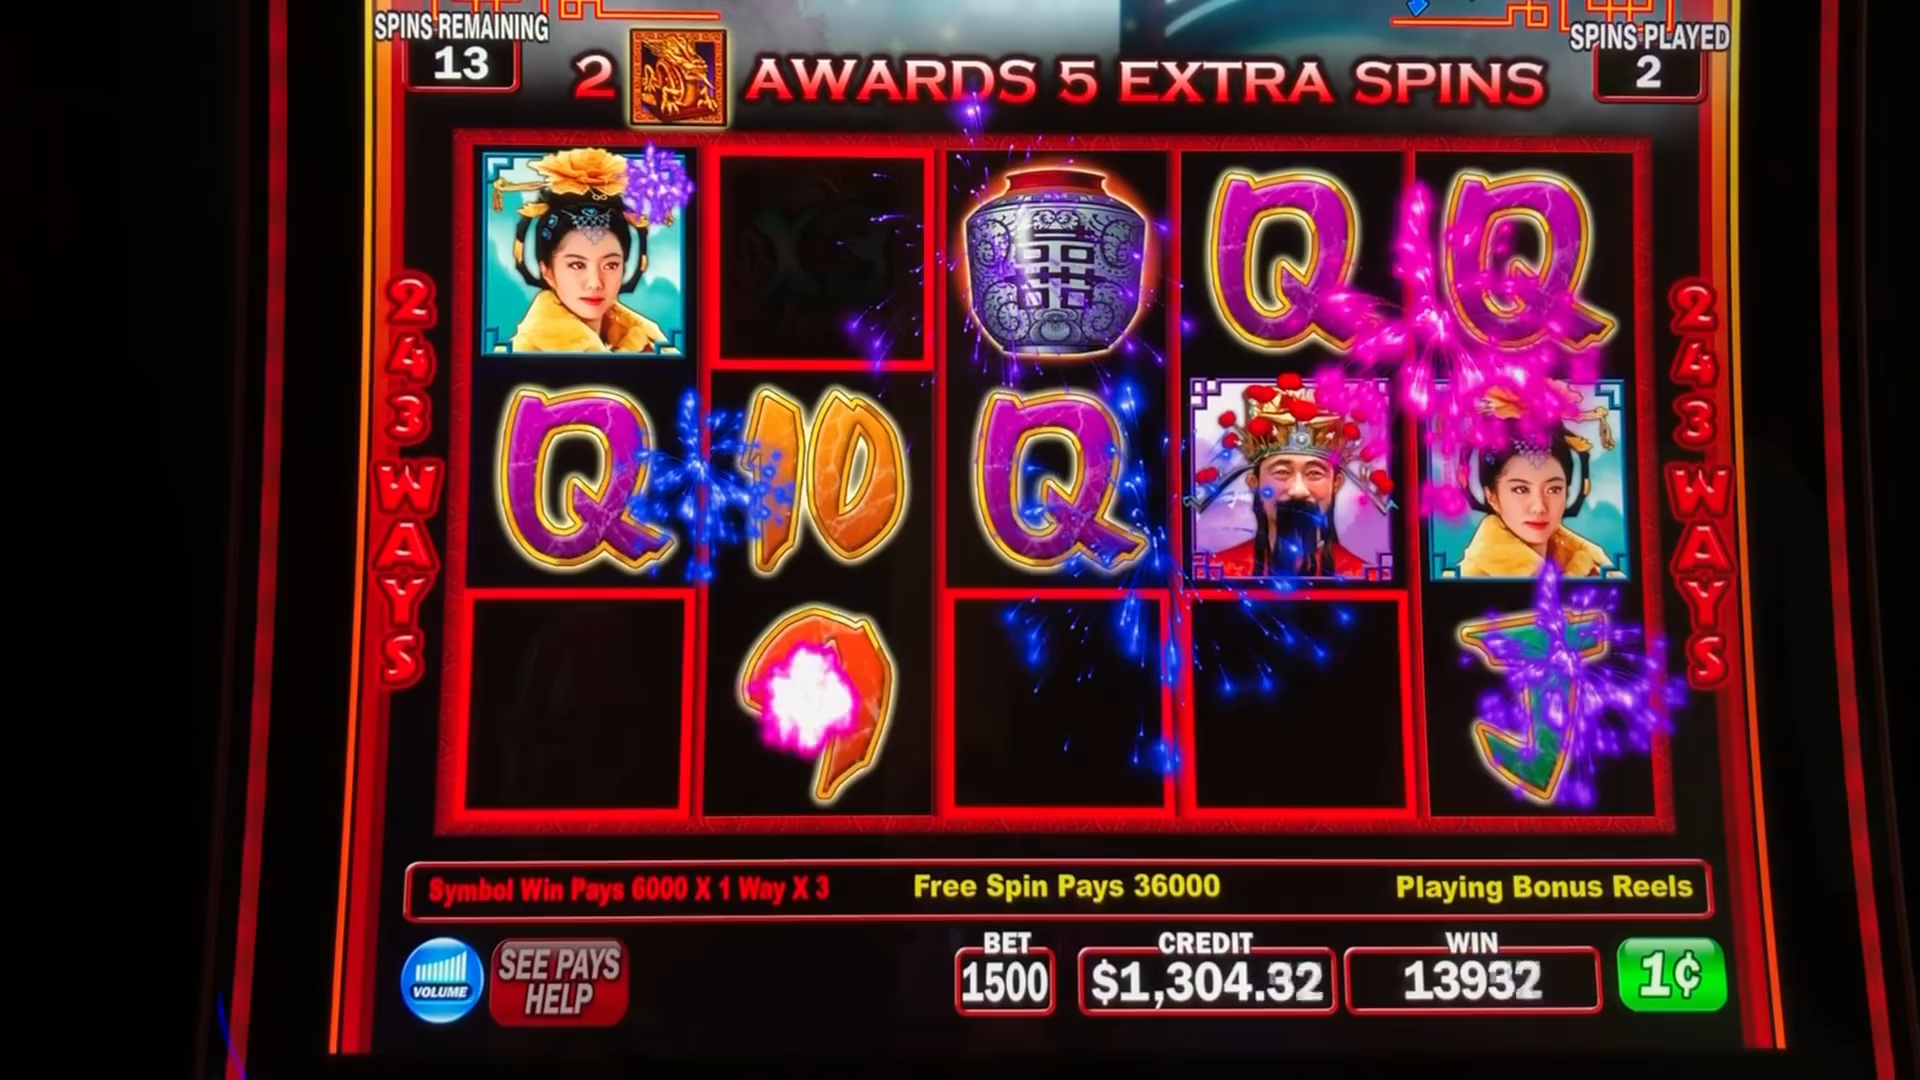 SPINS REMAINING
13
2 AWARDS 5 EXTRA SPINS
SPINS PLAYED
2
243 WAYS
243 WAYS
Q Q
Q 10 Q
9 J
Symbol Win Pays 6000 X 1 Way X 3
Free Spin Pays 36000
Playing Bonus Reels
VOLUME
SEE PAYS
HELP
BET
1500
CREDIT
$1,304.32
WIN
1¢